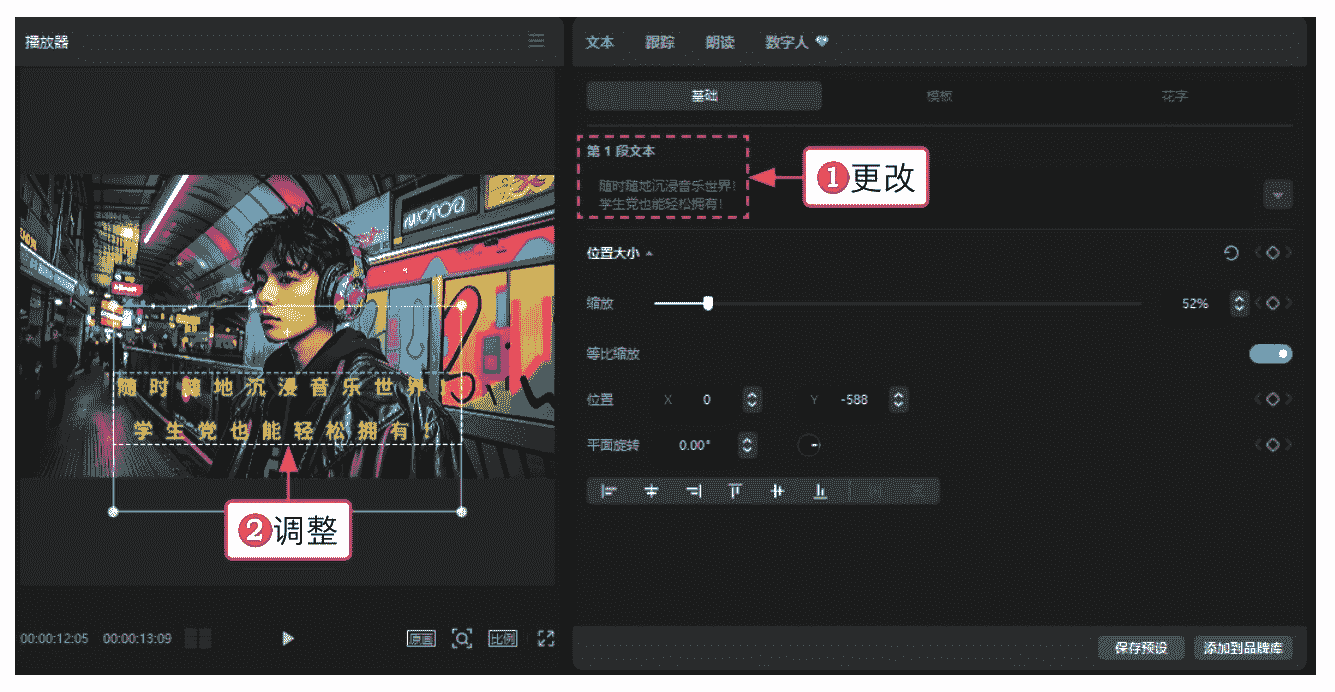 播放器
文本 跟踪 朗读 数字人
基础 模板 花字
第 1 段文本
随时随地沉浸音乐世界!
学生党也能轻松拥有!
❶更改
位置大小
缩放 52%
等比缩放
位置 X 0 Y -588
平面旋转 0.00°
随时随地沉浸音乐世界!
学生党也能轻松拥有!
❷调整
00:00:12:05 00:00:13:09
原画 比例
保存预设 添加到品牌库